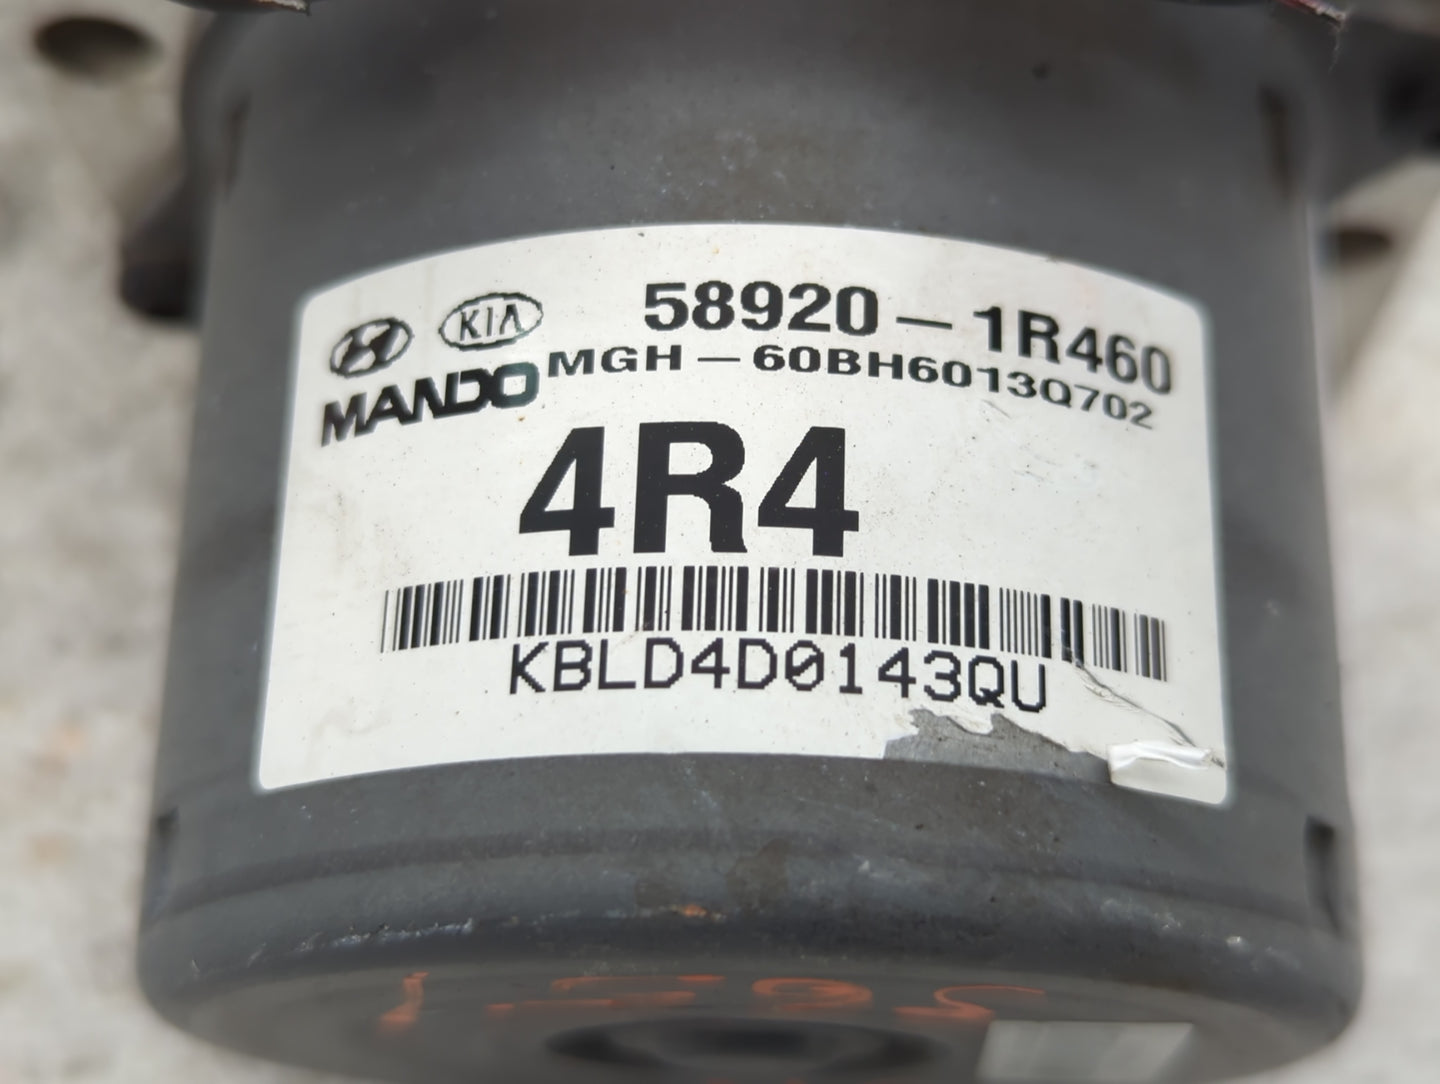 KIA 58920-1R460
MANDO MGH-60BH6013Q702
4R4
KBLD4D0143QU